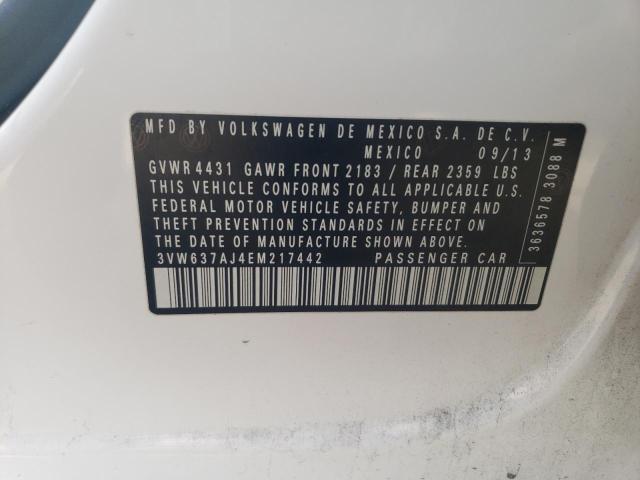 MFD BY VOLKSWAGEN DE MEXICO S.A. DE C.V.
MEXICO 09/13
GVWR 4431 GAWR FRONT 2183 / REAR 2359 LBS
THIS VEHICLE CONFORMS TO ALL APPLICABLE U.S.
FEDERAL MOTOR VEHICLE SAFETY, BUMPER AND
THEFT PREVENTION STANDARDS IN EFFECT ON
THE DATE OF MANUFACTURE SHOWN ABOVE.
3VW637AJ4EM217442 PASSENGER CAR
3636578 3088 M